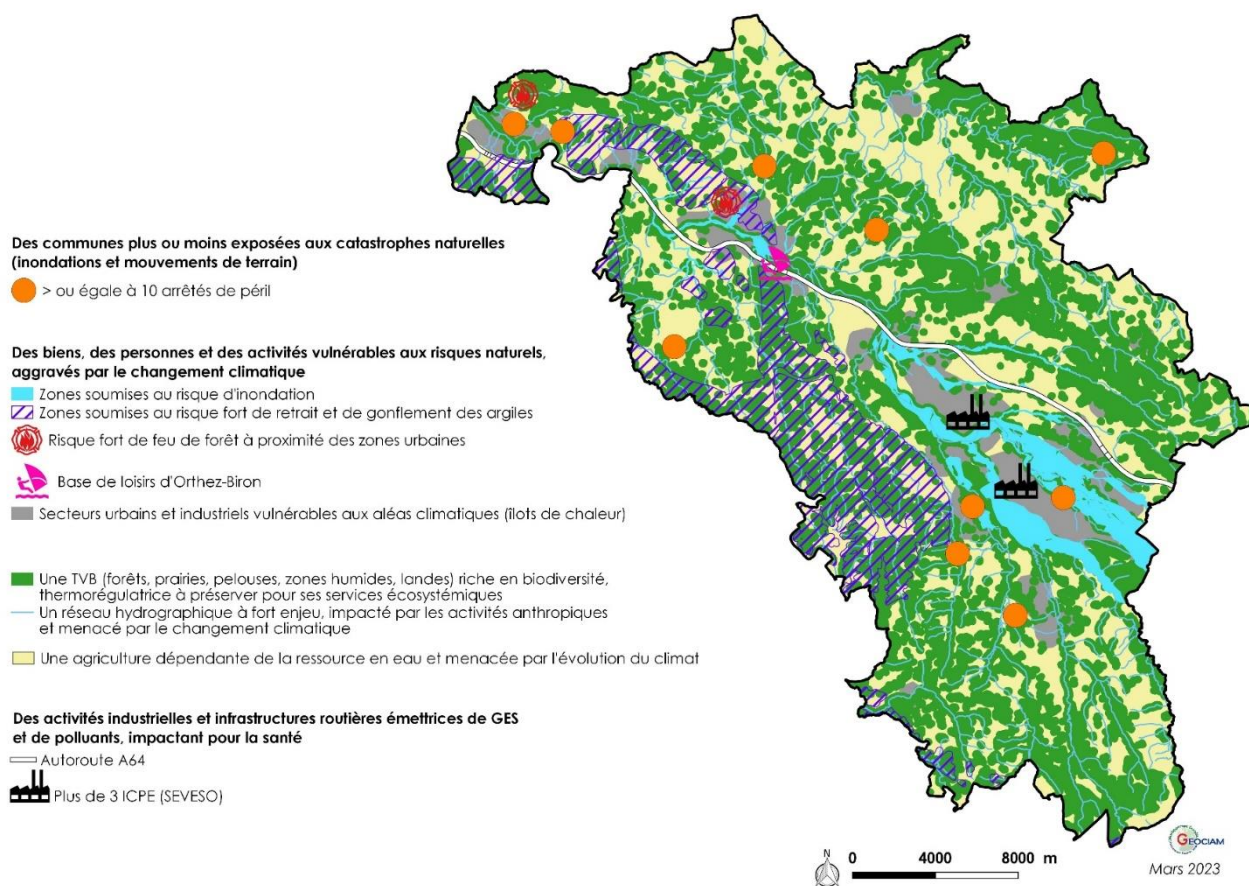 Des communes plus ou moins exposées aux catastrophes naturelles
(inondations et mouvements de terrain)
> ou égale à 10 arrêtés de péril
Des biens, des personnes et des activités vulnérables aux risques naturels,
aggravés par le changement climatique
Zones soumises au risque d'inondation
Zones soumises au risque fort de retrait et de gonflement des argiles
Risque fort de feu de forêt à proximité des zones urbaines
Base de loisirs d'Orthez-Biron
Secteurs urbains et industriels vulnérables aux aléas climatiques (îlots de chaleur)
Une TVB (forêts, prairies, pelouses, zones humides, landes) riche en biodiversité,
thermorégulatrice à préserver pour ses services écosystémiques
Un réseau hydrographique à fort enjeu, impacté par les activités anthropiques
et menacé par le changement climatique
Une agriculture dépendante de la ressource en eau et menacée par l'évolution du climat
Des activités industrielles et infrastructures routières émettrices de GES
et de polluants, impactant pour la santé
Autoroute A64
Plus de 3 ICPE (SEVESO)
N
0 4000 8000 m
GEOCIAM
Mars 2023